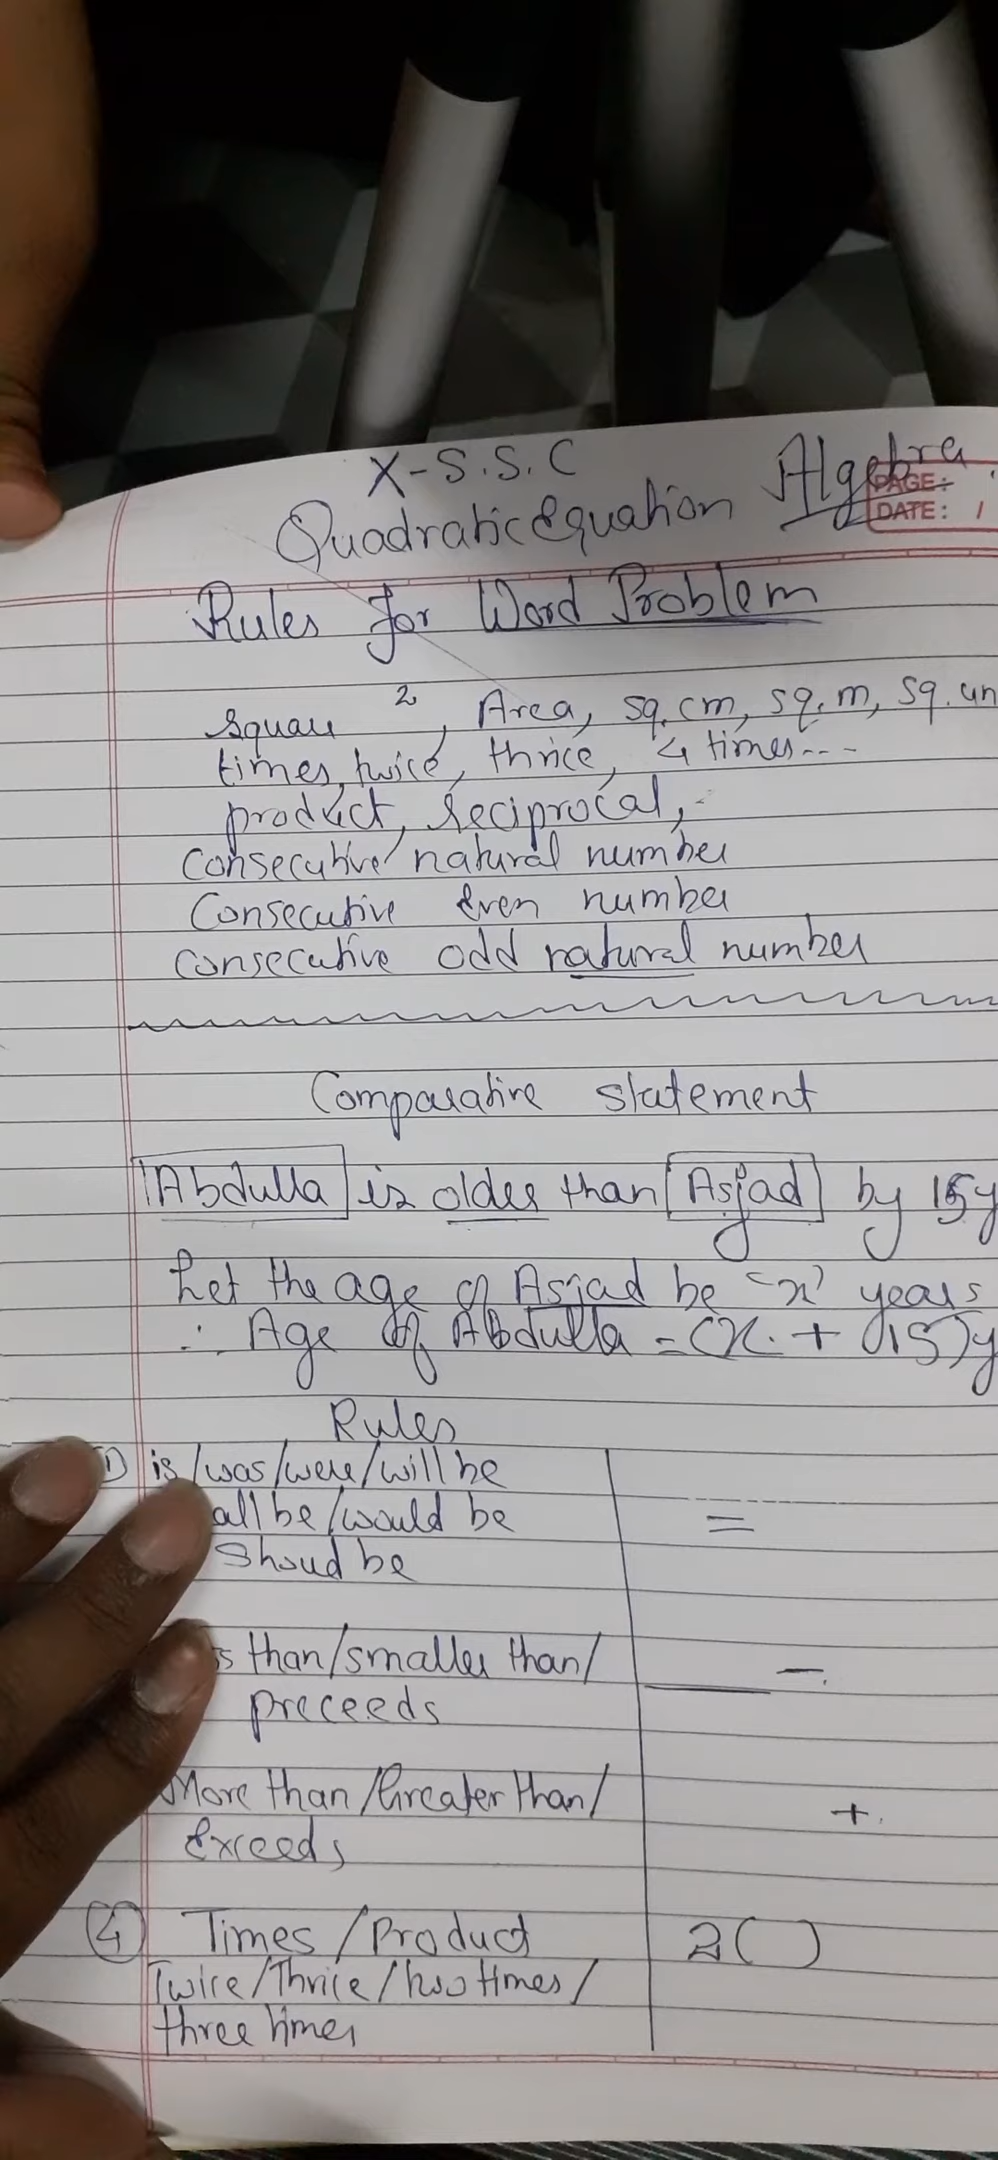 X-S.S.C
Algebra
PAGE:
DATE: /
Quadratic Equation
Rules for Word Problem
square ², Area, sq.cm, sq.m, sq.un
times, twice, thrice, 4 times---
product, reciprocal,
consecutive natural number
Consecutive even number
consecutive odd natural number
Comparative statement
Abdulla is older than Asjad by 15y
Let the age of Asjad be 'x' years
∴ Age of Abdulla = (x + 15)y
Rules
1) is/was/were/will be
all be/would be =
Shoud be
s than/smaller than/ —
preceeds
More than/Greater than/ +
Exceeds
④ Times/Product 2( )
Twice/Thrice/two times/
three times